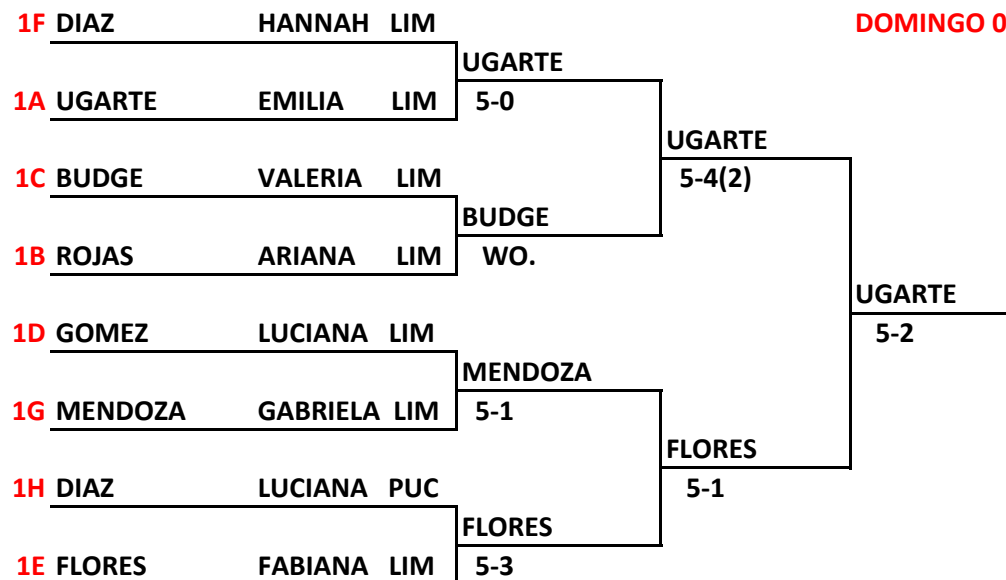 1F DIAZ HANNAH LIM DOMINGO 0
UGARTE
1A UGARTE EMILIA LIM 5-0
UGARTE
1C BUDGE VALERIA LIM 5-4(2)
BUDGE
1B ROJAS ARIANA LIM WO.
UGARTE
1D GOMEZ LUCIANA LIM 5-2
MENDOZA
1G MENDOZA GABRIELA LIM 5-1
FLORES
1H DIAZ LUCIANA PUC 5-1
FLORES
1E FLORES FABIANA LIM 5-3